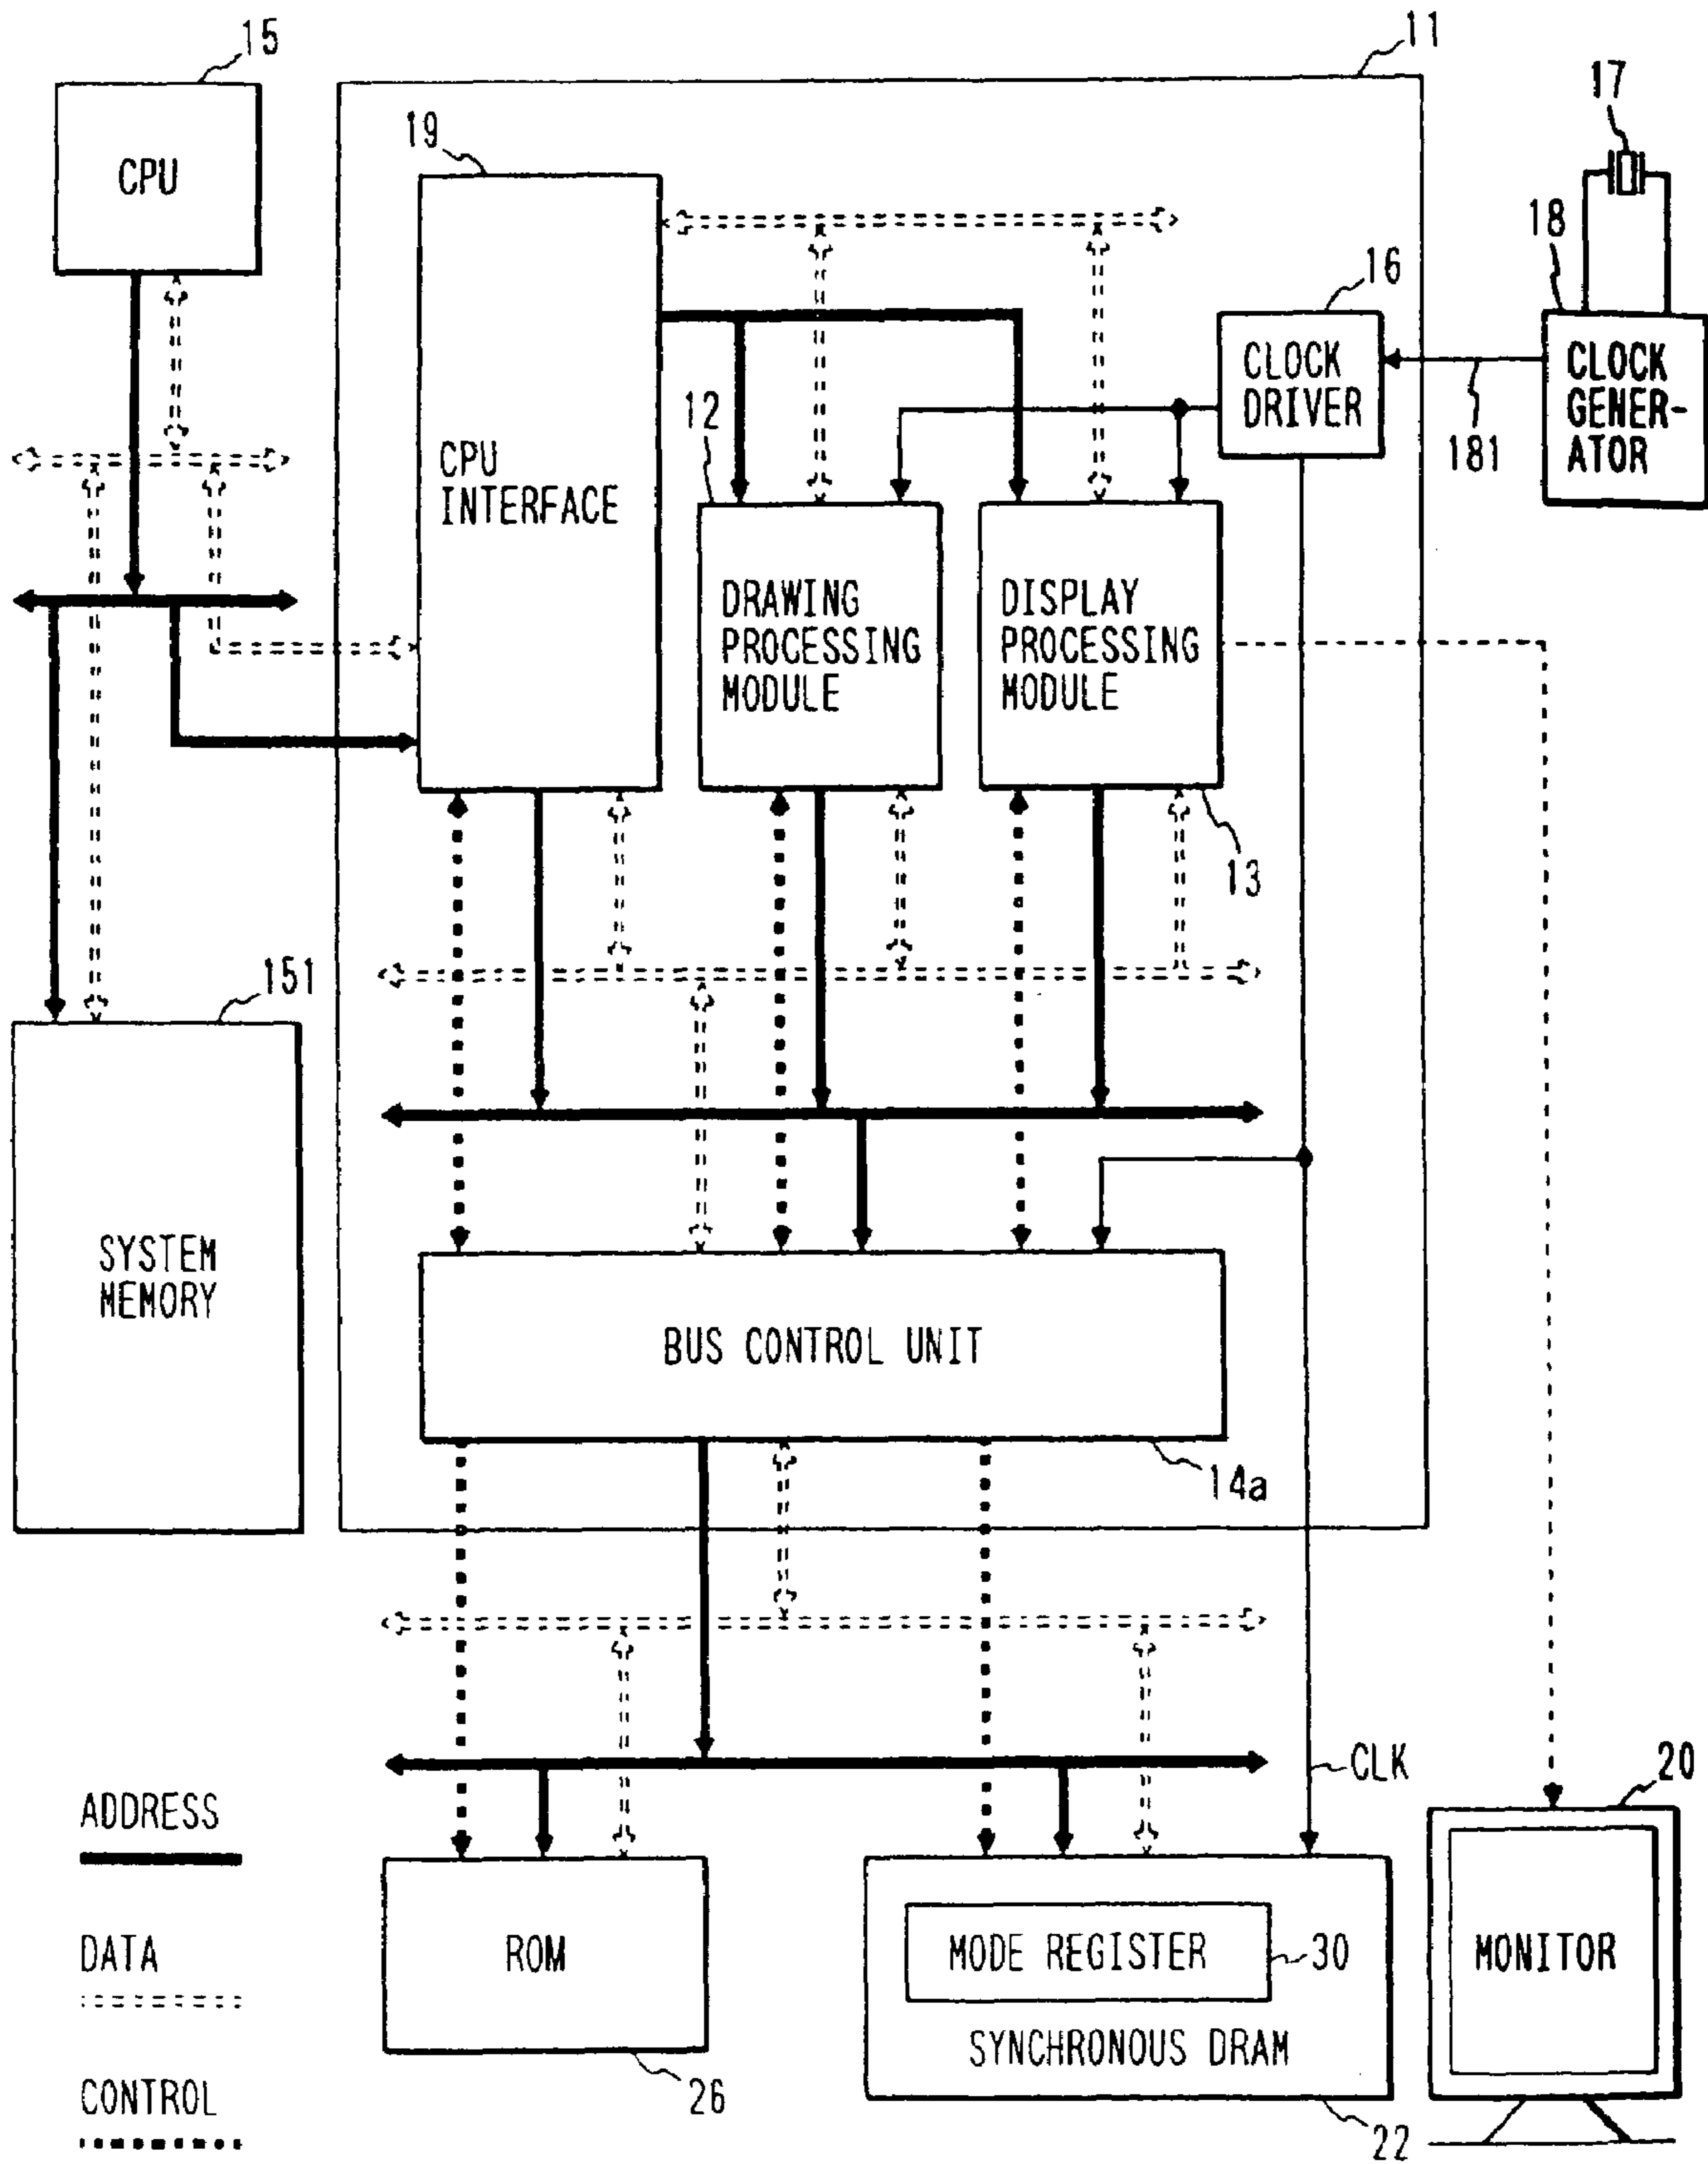 15
11
17
CPU
19
18
16
CLOCK
DRIVER
CLOCK
GENER-
ATOR
181
12
CPU
INTERFACE
DRAWING
PROCESSING
MODULE
DISPLAY
PROCESSING
MODULE
13
151
SYSTEM
MEMORY
BUS CONTROL UNIT
14a
CLK
20
ADDRESS
DATA
CONTROL
ROM
26
MODE REGISTER
30
SYNCHRONOUS DRAM
22
MONITOR